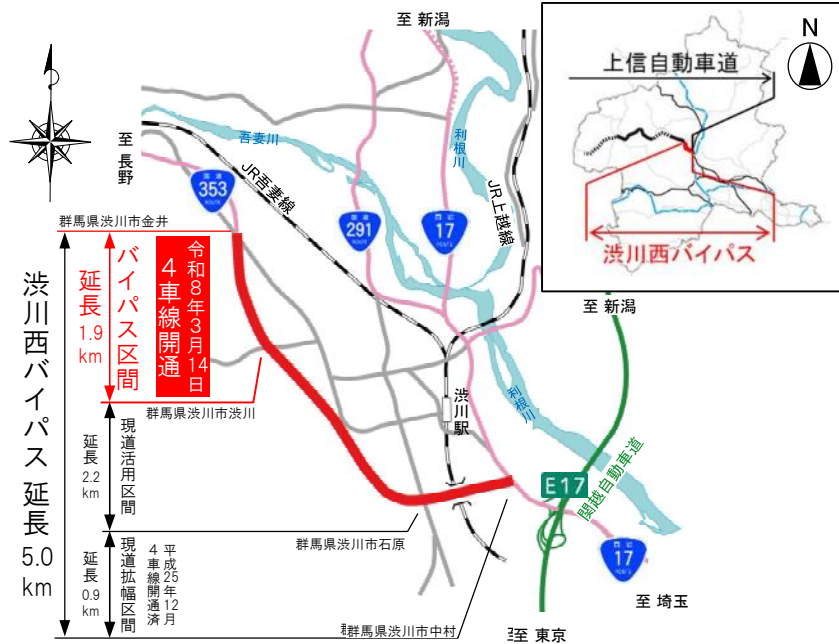 至 新潟
N
上信自動車道
渋川西バイパス
至 長野
吾妻川
利根川
JR吾妻線
JR上越線
国道
353
ROUTE
291
ROUTE
17
群馬県渋川市金井
バイパス区間
延長 1.9 km
令和8年3月14日
4車線開通
渋川西バイパス 延長 5.0 km
群馬県渋川市渋川
現道活用区間
延長 2.2 km
渋川駅
至 新潟
利根川
関越自動車道
E17
群馬県渋川市石原
現道拡幅区間
延長 0.9 km
平成25年12月
4車線開通済
群馬県渋川市中村
17
至 埼玉
至 東京